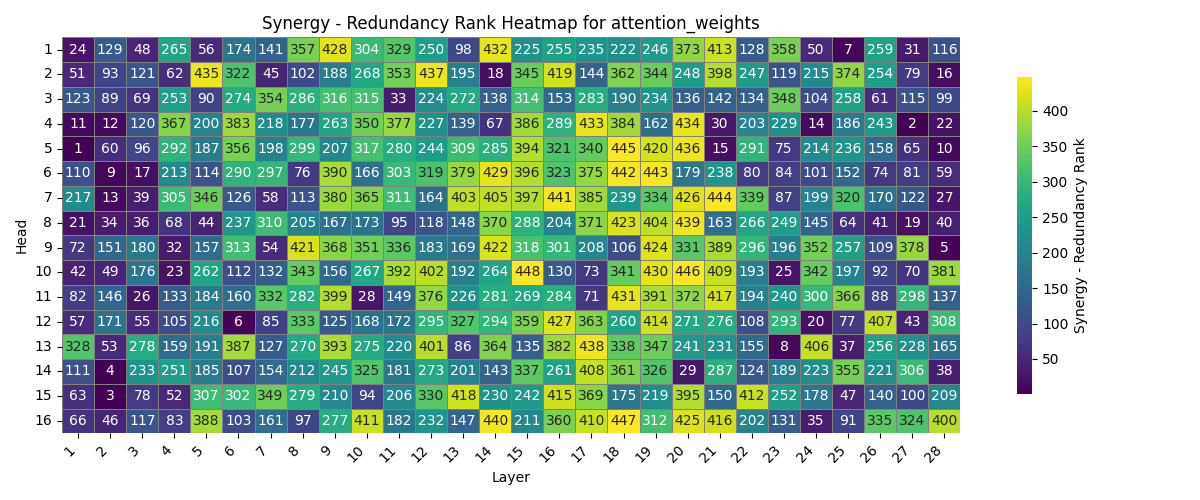 Synergy - Redundancy Rank Heatmap for attention_weights
1 24 129 48 265 56 174 141 357 428 304 329 250 98 432 225 255 235 222 246 373 413 128 358 50 7 259 31 116
2 51 93 121 62 435 322 45 102 188 268 353 437 195 18 345 419 144 362 344 248 398 247 119 215 374 254 79 16
3 123 89 69 253 90 274 354 286 316 315 33 224 272 138 314 153 283 190 234 136 142 134 348 104 258 61 115 99
4 11 12 120 367 200 383 218 177 263 350 377 227 139 67 386 289 433 384 162 434 30 203 229 14 186 243 2 22
5 1 60 96 292 187 356 198 299 207 317 280 244 309 285 394 321 340 445 420 436 15 291 75 214 236 158 65 10
6 110 9 17 213 114 290 297 76 390 166 303 319 379 429 396 323 375 442 443 179 238 80 84 101 152 74 81 59
7 217 13 39 305 346 126 58 113 380 365 311 164 403 405 397 441 385 239 334 426 444 339 87 199 320 170 122 27
8 21 34 36 68 44 237 310 205 167 173 95 118 148 370 288 204 371 423 404 439 163 266 249 145 64 41 19 40
9 72 151 180 32 157 313 54 421 368 351 336 183 169 422 318 301 208 106 424 331 389 296 196 352 257 109 378 5
10 42 49 176 23 262 112 132 343 156 267 392 402 192 264 448 130 73 341 430 446 409 193 25 342 197 92 70 381
11 82 146 26 133 184 160 332 282 399 28 149 376 226 281 269 284 71 431 391 372 417 194 240 300 366 88 298 137
12 57 171 55 105 216 6 85 333 125 168 172 295 327 294 359 427 363 260 414 271 276 108 293 20 77 407 43 308
13 328 53 278 159 191 387 127 270 393 275 220 401 86 364 135 382 438 338 347 241 231 155 8 406 37 256 228 165
14 111 4 233 251 185 107 154 212 245 325 181 273 201 143 337 261 408 361 326 29 287 124 189 223 355 221 306 38
15 63 3 78 52 307 302 349 279 210 94 206 330 418 230 242 415 369 175 219 395 150 412 252 178 47 140 100 209
16 66 46 117 83 388 103 161 97 277 411 182 232 147 440 211 360 410 447 312 425 416 202 131 35 91 335 324 400
1 2 3 4 5 6 7 8 9 10 11 12 13 14 15 16 17 18 19 20 21 22 23 24 25 26 27 28
Layer
Head
400
350
300
250
200
150
100
50
Synergy - Redundancy Rank